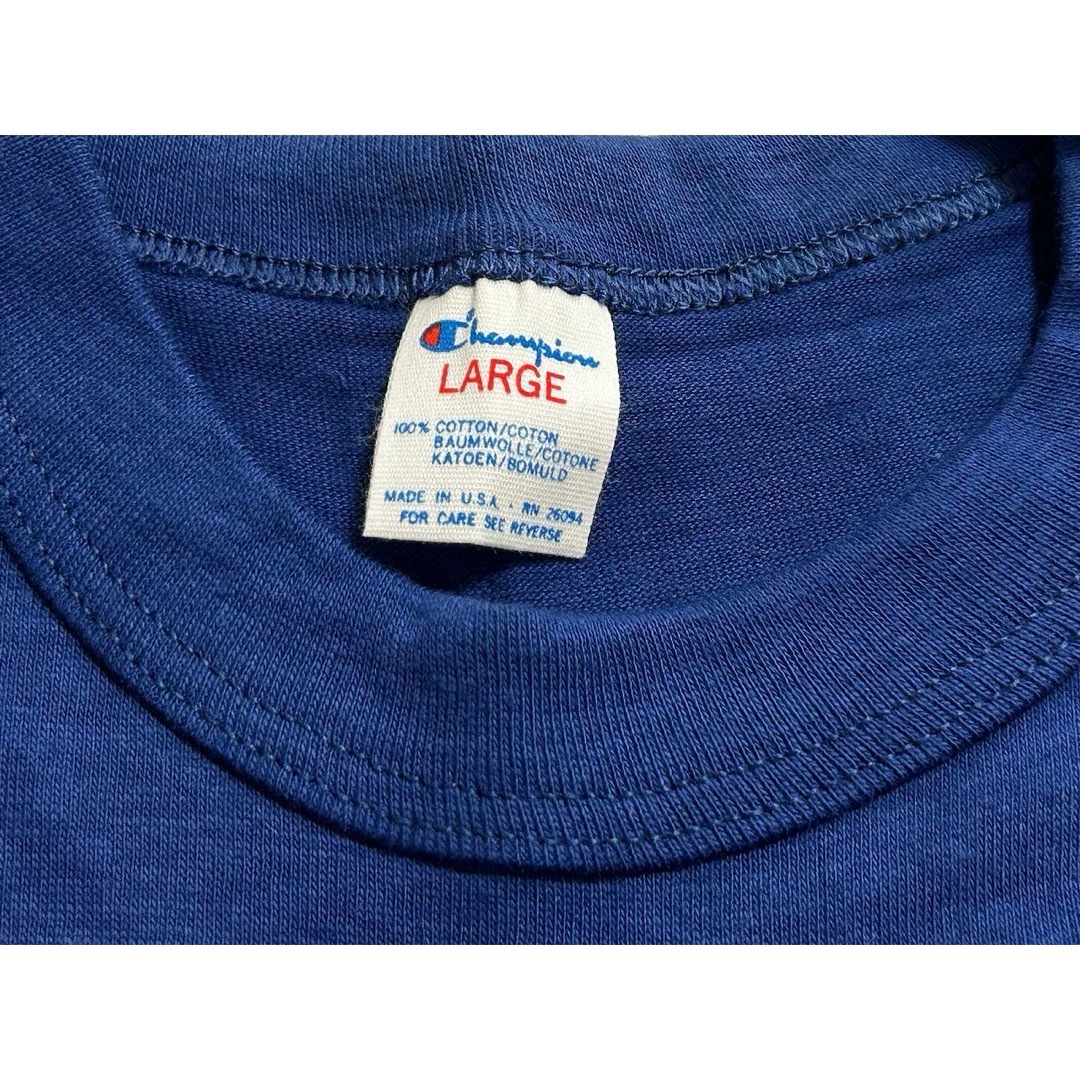 Champion
LARGE
100% COTTON/COTON
BAUMWOLLE/COTONE
KATOEN/BOMULD
MADE IN U.S.A. · RN 26094
FOR CARE SEE REVERSE